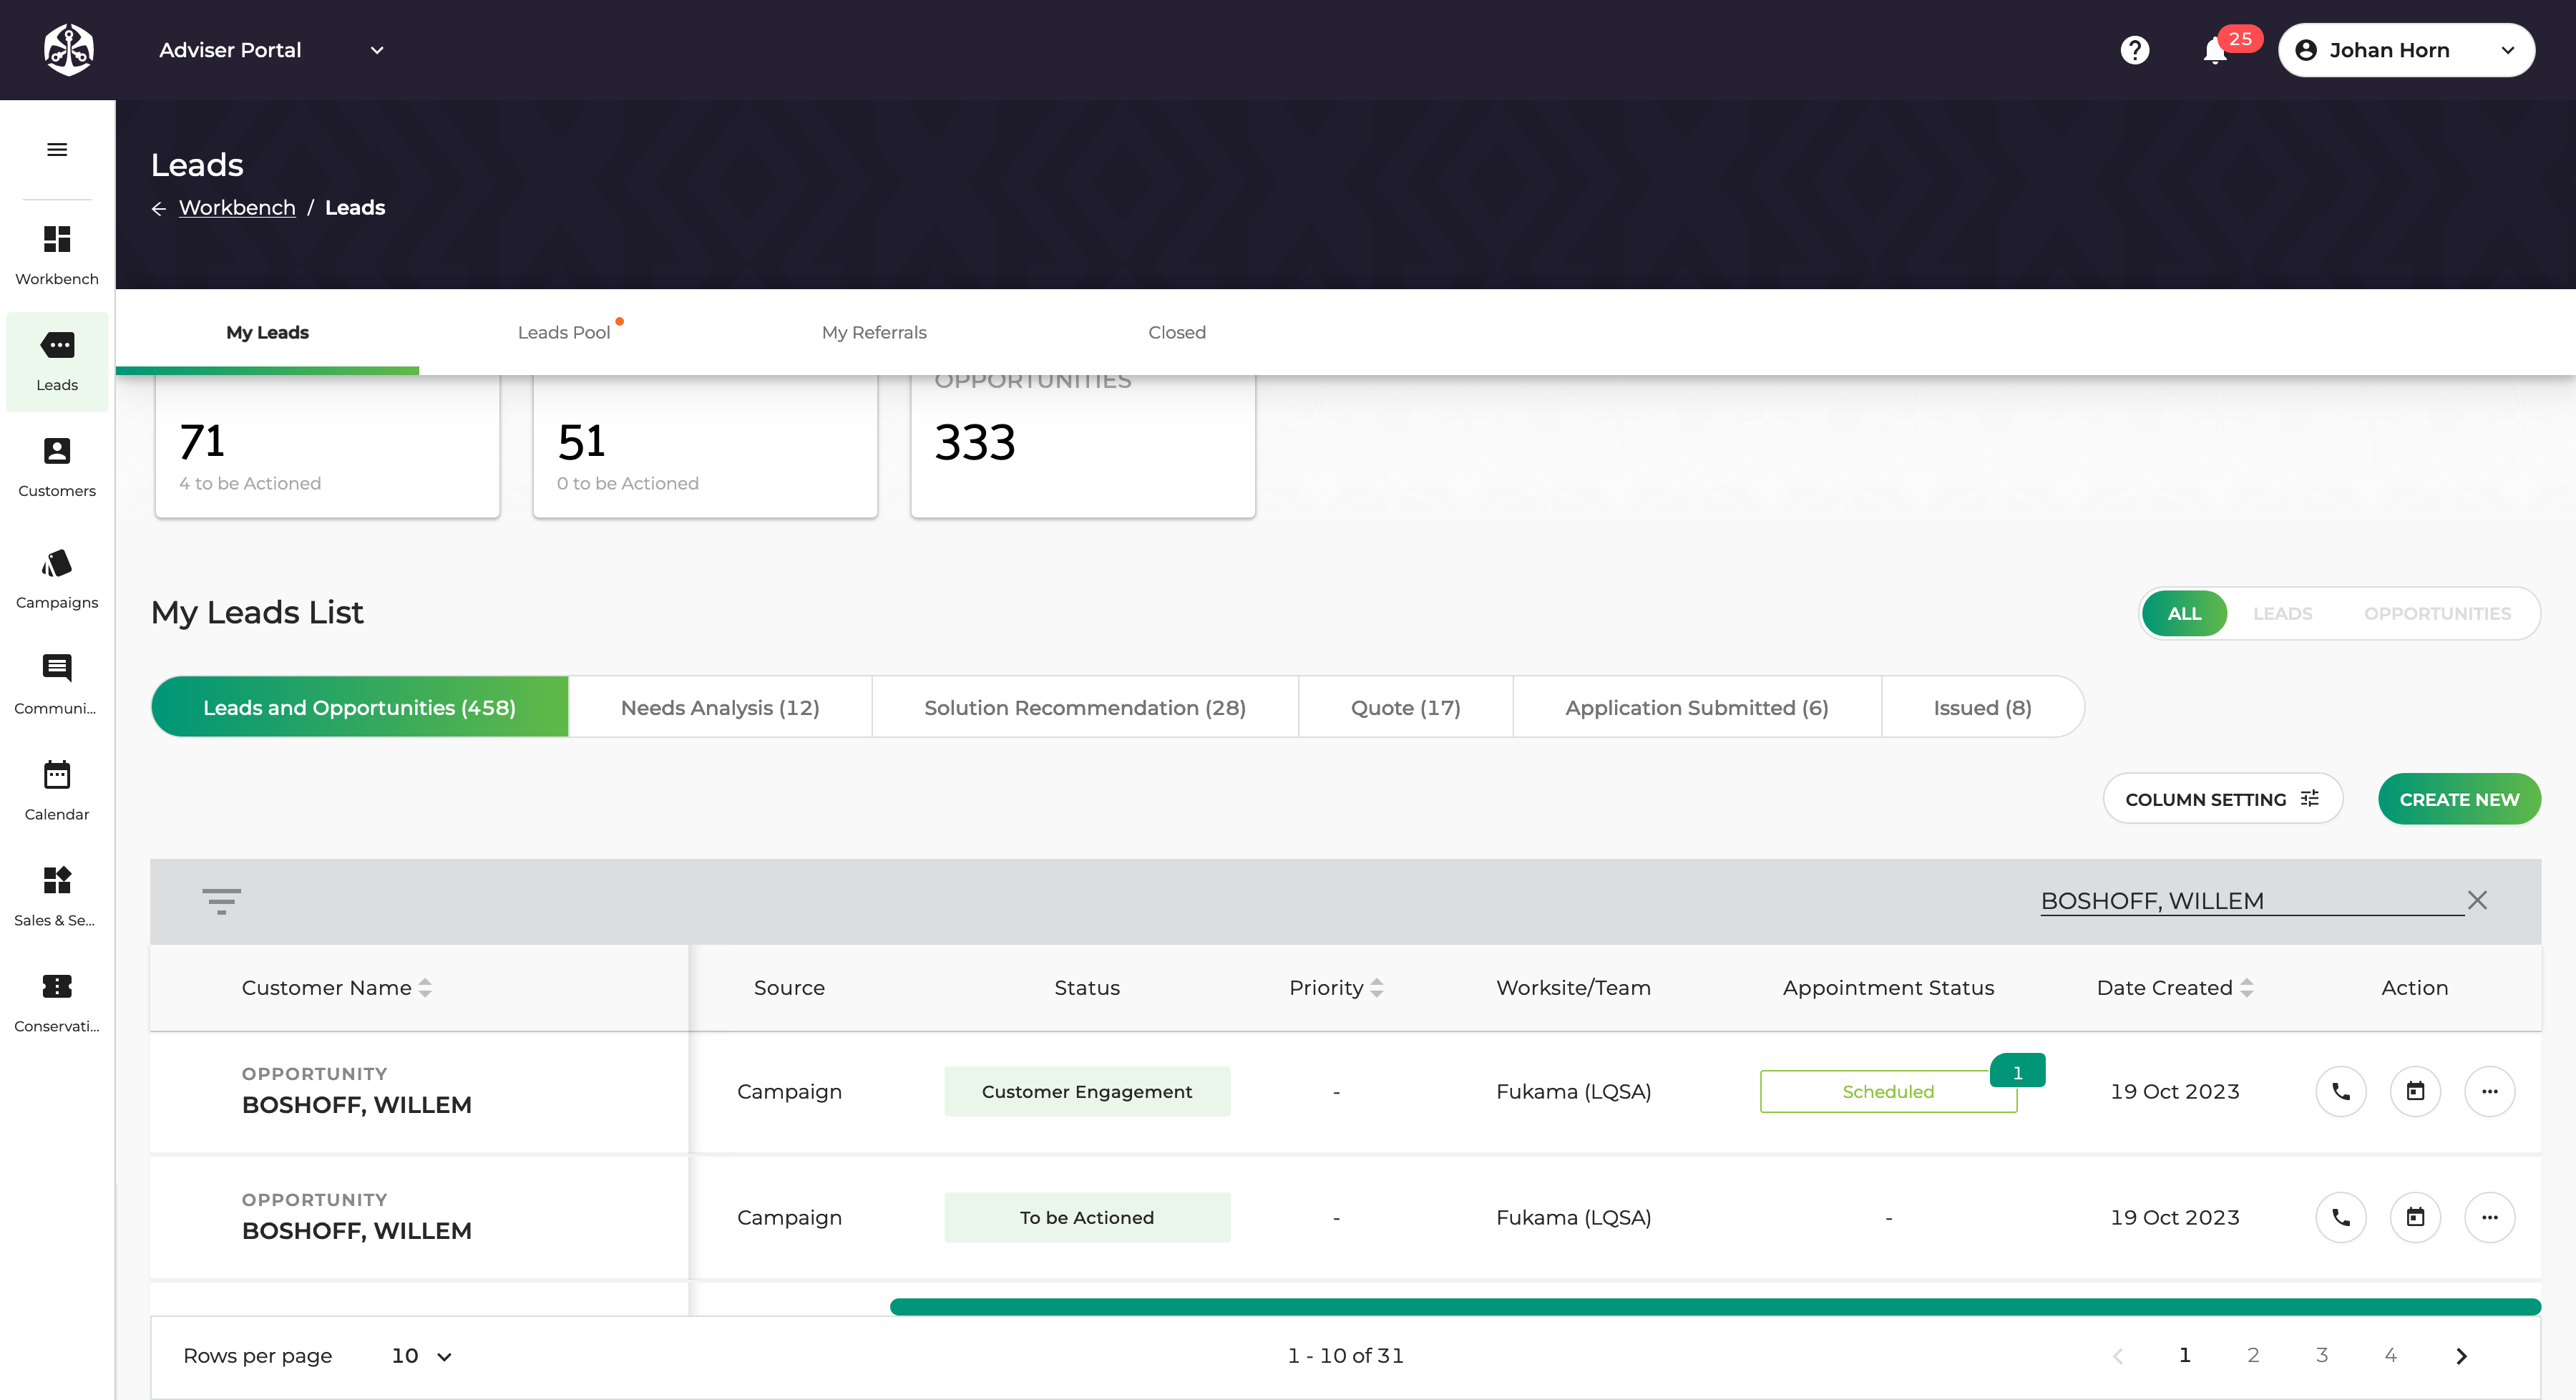 Adviser Portal
25
Johan Horn
Leads
Workbench / Leads
Workbench
Leads
Customers
Campaigns
Communi...
Calendar
Sales & Se...
Conservati...
My Leads
Leads Pool
My Referrals
Closed
OPPORTUNITIES
71
4 to be Actioned
51
0 to be Actioned
333
My Leads List
ALL
LEADS
OPPORTUNITIES
Leads and Opportunities (458)
Needs Analysis (12)
Solution Recommendation (28)
Quote (17)
Application Submitted (6)
Issued (8)
COLUMN SETTING
CREATE NEW
BOSHOFF, WILLEM
Customer Name Source Status Priority Worksite/Team Appointment Status Date Created Action
OPPORTUNITY
BOSHOFF, WILLEM Campaign Customer Engagement - Fukama (LQSA) Scheduled 1 19 Oct 2023
OPPORTUNITY
BOSHOFF, WILLEM Campaign To be Actioned - Fukama (LQSA) - 19 Oct 2023
Rows per page 10 1 - 10 of 31 1 2 3 4